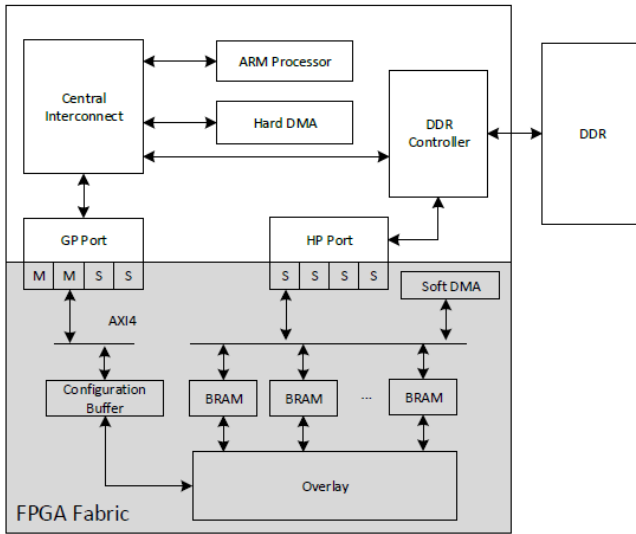 ARM Processor
Central
Interconnect
Hard DMA
DDR
Controller
DDR
GP Port
HP Port
M M S S
S S S S
Soft DMA
AXI4
Configuration
Buffer
BRAM
BRAM
...
BRAM
Overlay
FPGA Fabric